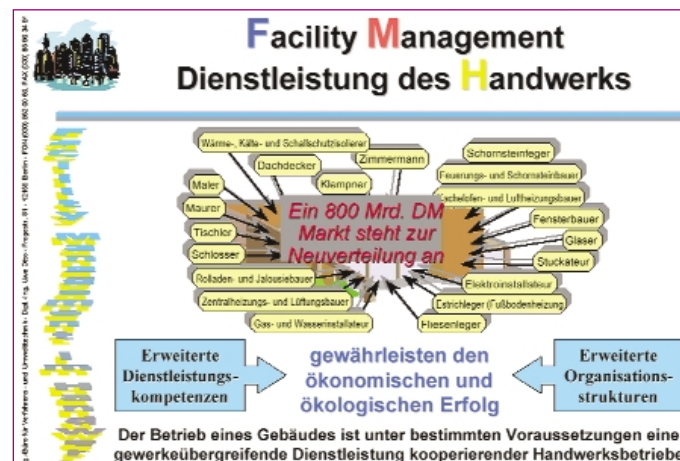 Facility Management
Dienstleistung des Handwerks
Wärme-, Kälte- und Schallschutzisolierer
Dachdecker
Zimmermann
Klempner
Maler
Maurer
Tischler
Schlosser
Rolladen- und Jalousiebauer
Zentralheizungs- und Lüftungsbauer
Gas- und Wasserinstallateur
Schornsteinfeger
Feuerungs- und Schornsteinbauer
Kachelofen- und Luftheizungsbauer
Fensterbauer
Glaser
Stuckateur
Elektroinstallateur
Estrichleger (Fußbodenheizung)
Fliesenleger
Ein 800 Mrd. DM
Markt steht zur
Neuverteilung an
Erweiterte
Dienstleistungs-
kompetenzen
gewährleisten den
ökonomischen und
ökologischen Erfolg
Erweiterte
Organisations-
strukturen
Der Betrieb eines Gebäudes ist unter bestimmten Voraussetzungen eine
gewerkeübergreifende Dienstleistung kooperierender Handwerksbetriebe